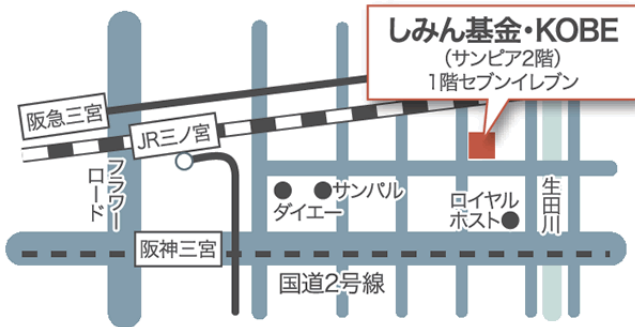 しみん基金・KOBE
(サンピア2階)
1階セブンイレブン
阪急三宮
JR三ノ宮
フラワー
ロード
サンパル
ダイエー
ロイヤル
ポスト
生田川
阪神三宮
国道2号線